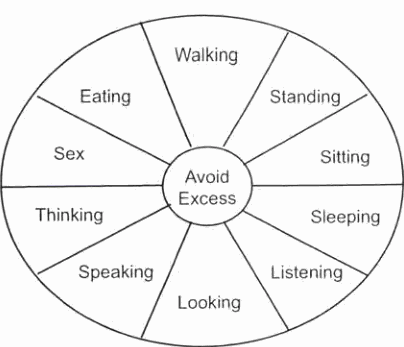 Walking
Standing
Sitting
Sleeping
Listening
Looking
Speaking
Thinking
Sex
Eating
Avoid
Excess